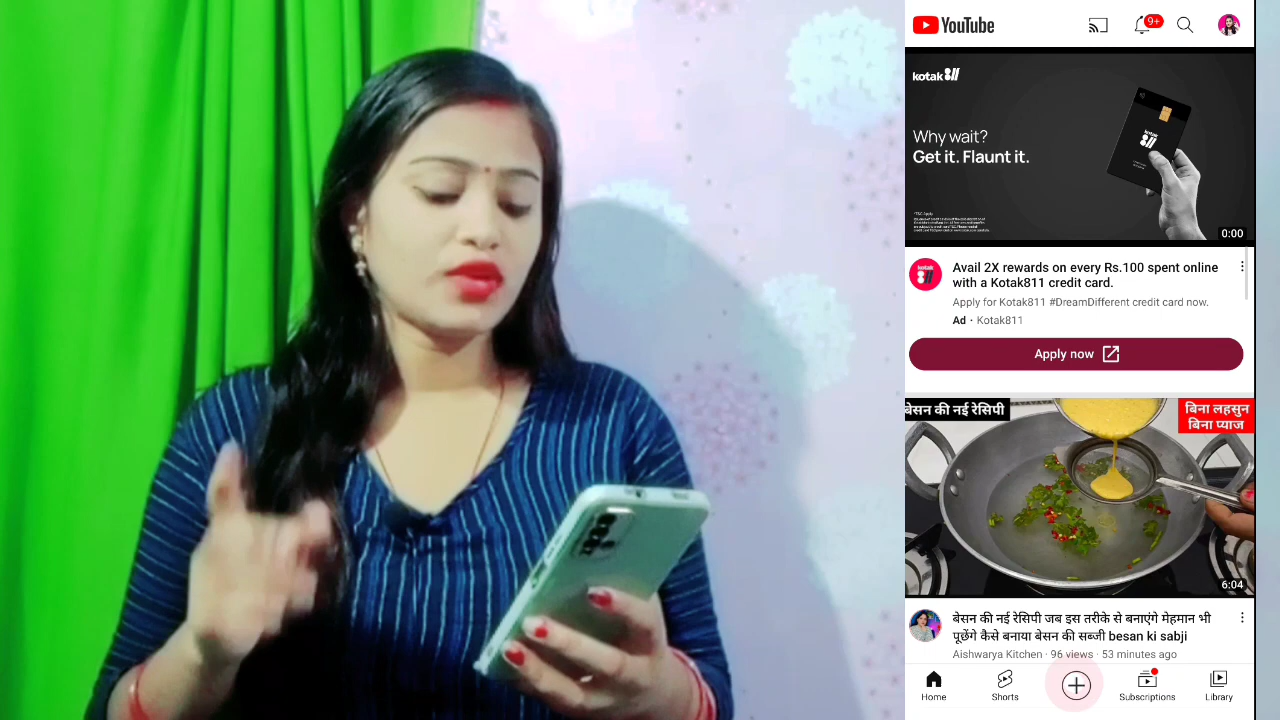 YouTube
9+
kotak 811
Why wait?
Get it. Flaunt it.
0:00
Avail 2X rewards on every Rs.100 spent online
with a Kotak811 credit card.
Apply for Kotak811 #DreamDifferent credit card now.
Ad · Kotak811
Apply now
बेसन की नई रेसिपी
बिना लहसुन
बिना प्याज
6:04
बेसन की नई रेसिपी जब इस तरीके से बनाएंगे मेहमान भी
पूछेंगे कैसे बनाया बेसन की सब्जी besan ki sabji
Aishwarya Kitchen · 96 views · 53 minutes ago
Home
Shorts
Subscriptions
Library